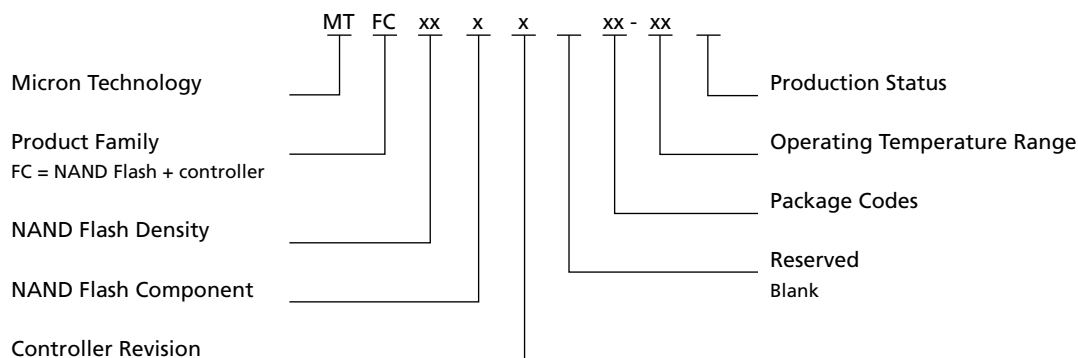 MT FC xx x x xx - xx
Micron Technology
Product Family
FC = NAND Flash + controller
NAND Flash Density
NAND Flash Component
Controller Revision
Production Status
Operating Temperature Range
Package Codes
Reserved
Blank